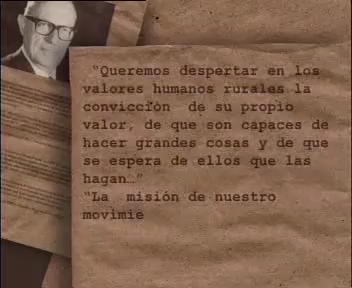 "Queremos despertar en los
valores humanos rurales la
convicción de su propio
valor, de que son capaces de
hacer grandes cosas y de que
se espera de ellos que las
hagan…"
"La misión de nuestro
movimie